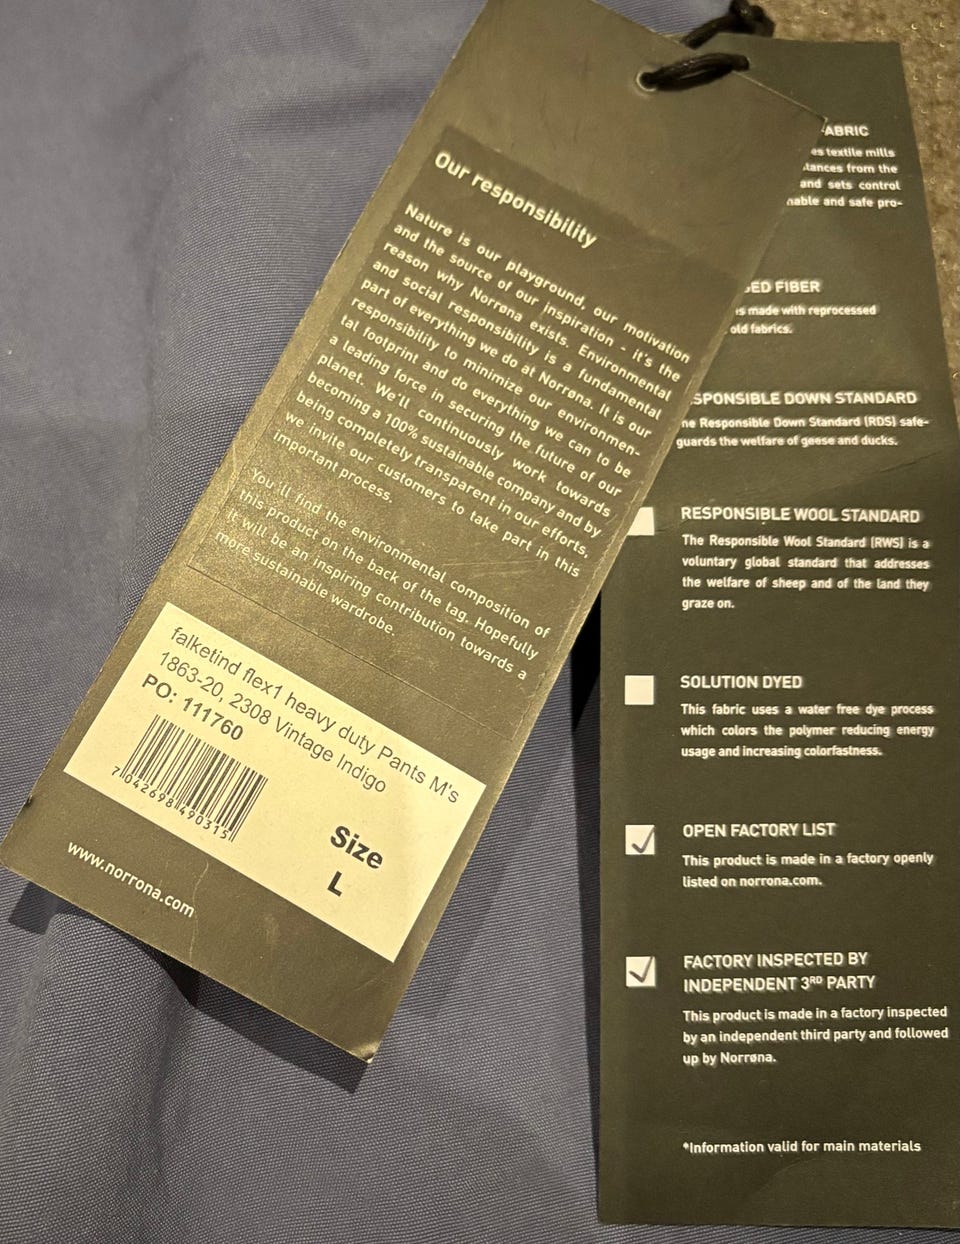 Our responsibility
Nature is our playground, our motivation
and the source of our inspiration - it's the
reason why Norrøna exists. Environmental
and social responsibility is a fundamental
part of everything we do at Norrøna. It is our
responsibility to minimize our environmen-
tal footprint and do everything we can to be
a leading force in securing the future of our
planet. We'll continuously work towards
becoming a 100% sustainable company and by
being completely transparent in our efforts,
we invite our customers to take part in this
important process.
You'll find the environmental composition of
this product on the back of the tag. Hopefully
it will be an inspiring contribution towards a
more sustainable wardrobe.
falketind flex1 heavy duty Pants M's
1863-20, 2308 Vintage Indigo
PO: 111760
7 042698 490315
Size
L
www.norrona.com
ABRIC
es textile mills
tances from the
and sets control
nable and safe pro-
SED FIBER
is made with reprocessed
old fabrics.
SPONSIBLE DOWN STANDARD
he Responsible Down Standard (RDS) safe-
guards the welfare of geese and ducks.
RESPONSIBLE WOOL STANDARD
The Responsible Wool Standard (RWS) is a
voluntary global standard that addresses
the welfare of sheep and of the land they
graze on.
SOLUTION DYED
This fabric uses a water free dye process
which colors the polymer reducing energy
usage and increasing colorfastness.
OPEN FACTORY LIST
This product is made in a factory openly
listed on norrona.com.
FACTORY INSPECTED BY
INDEPENDENT 3RD PARTY
This product is made in a factory inspected
by an independent third party and followed
up by Norrøna.
*Information valid for main materials